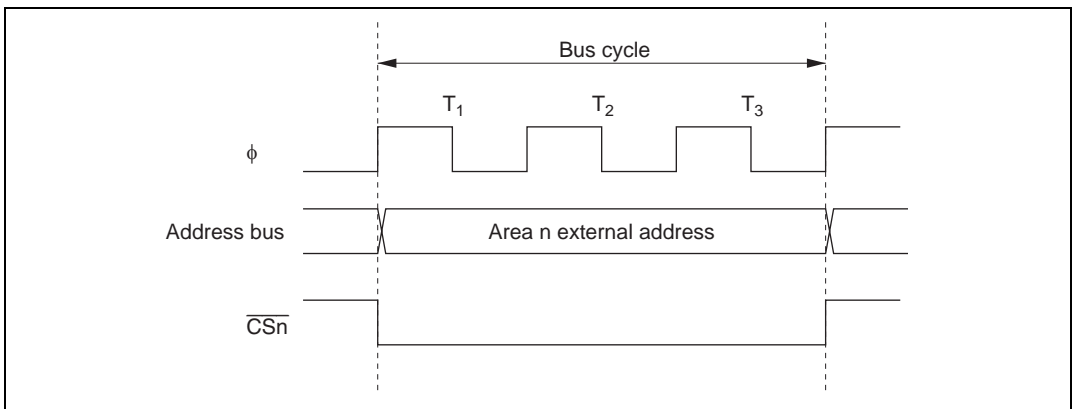 Bus cycle
T1 T2 T3
ϕ
Address bus
Area n external address
CSn